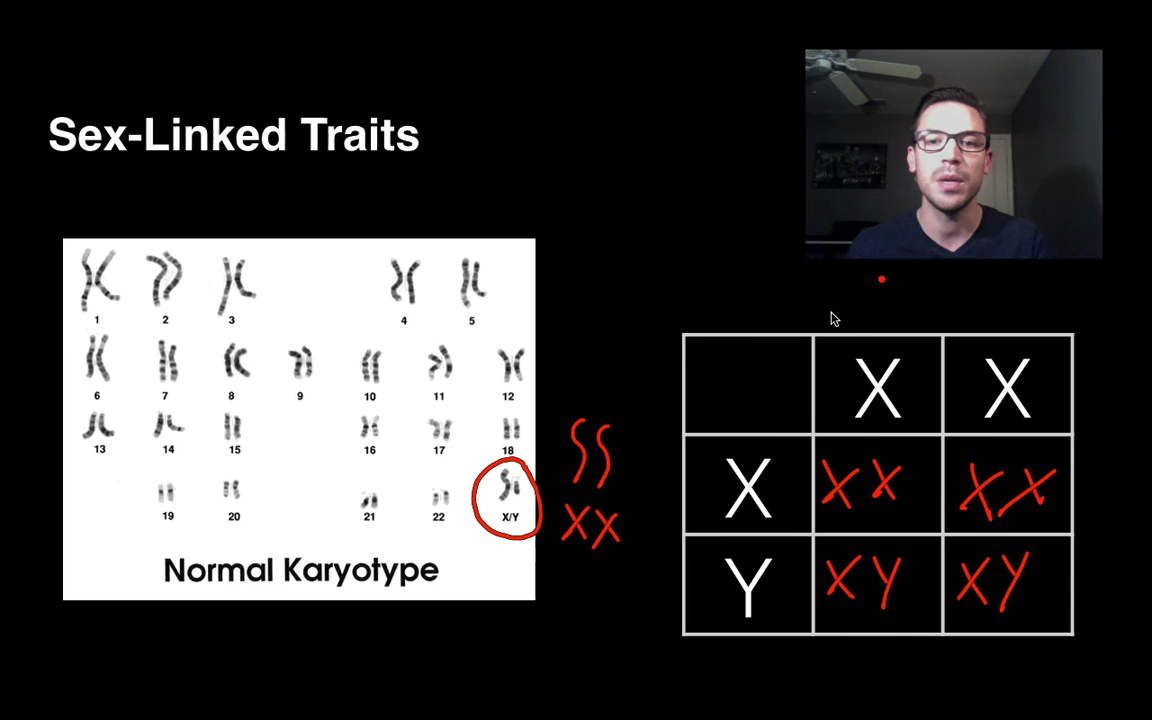 Sex-Linked Traits
1 2 3 4 5
6 7 8 9 10 11 12
13 14 15 16 17 18
19 20 21 22 X/Y
Normal Karyotype
XX
X X
X XX XX
Y XY XY